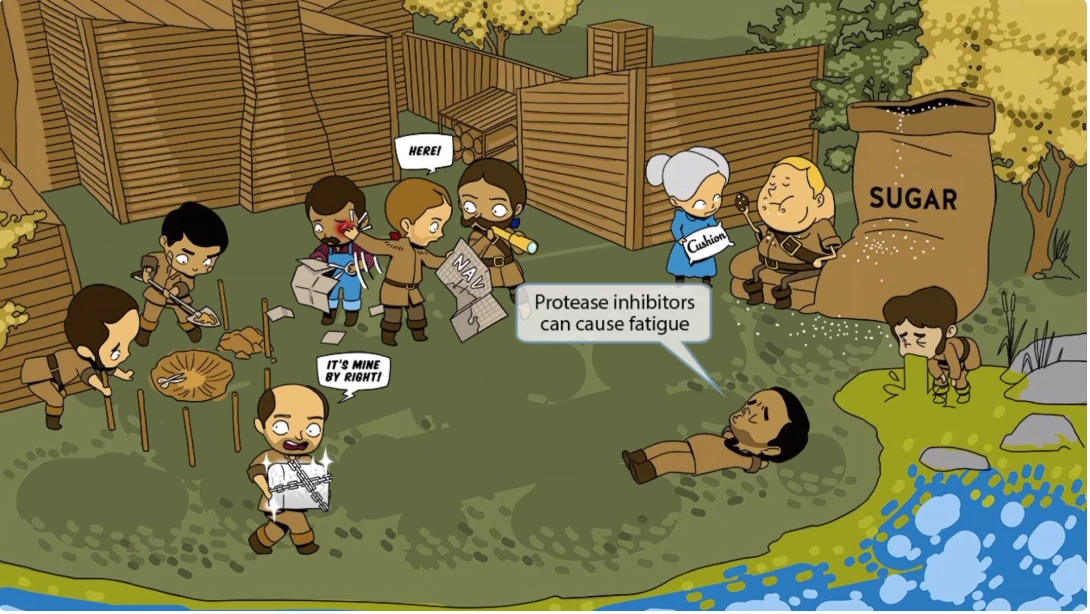 HERE!
SUGAR
Cushion
NAV
Protease inhibitors
can cause fatigue
IT'S MINE
BY RIGHT!